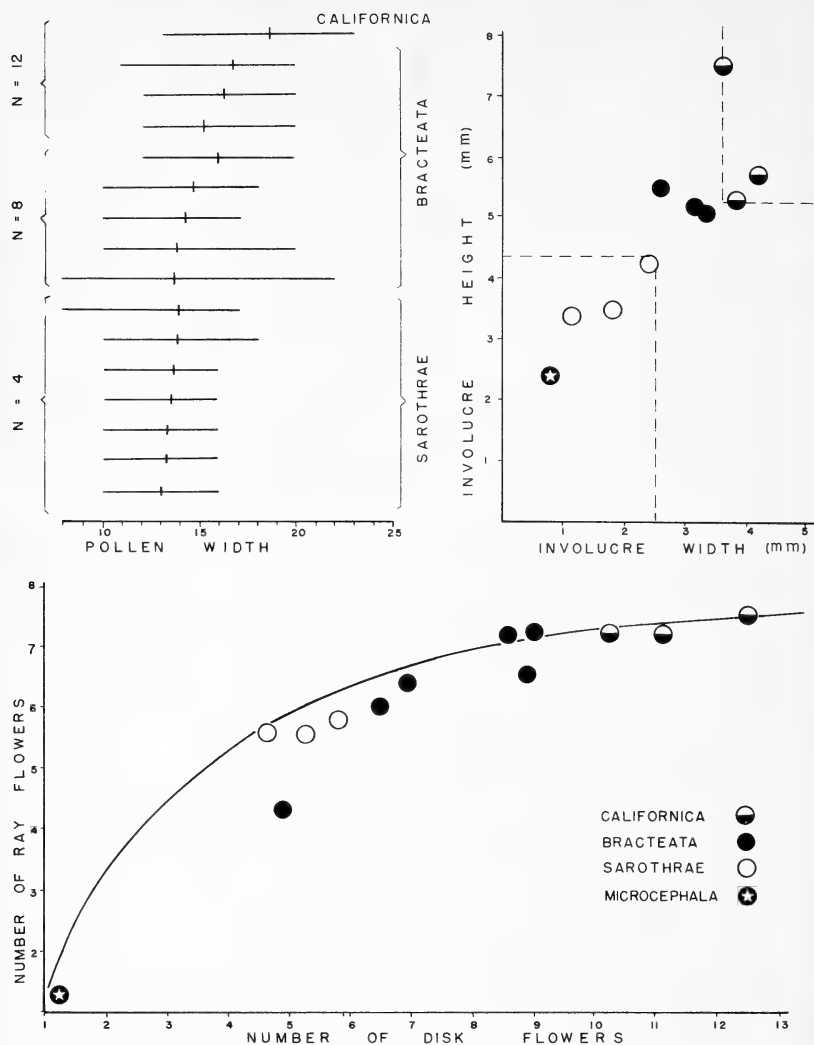 CALIFORNICA
N = 12
N = 8
N = 4
BRACTEATA
SAROTHRAE
10 15 20 25
POLLEN WIDTH
8
7
6
5
4
3
2
1
INVOLUCRE HEIGHT (mm)
1 2 3 4 5
INVOLUCRE WIDTH (mm)
8
7
6
5
4
3
2
NUMBER OF RAY FLOWERS
CALIFORNICA
BRACTEATA
SAROTHRAE
MICROCEPHALA
1 2 3 4 5 6 7 8 9 10 11 12 13
NUMBER OF DISK FLOWERS